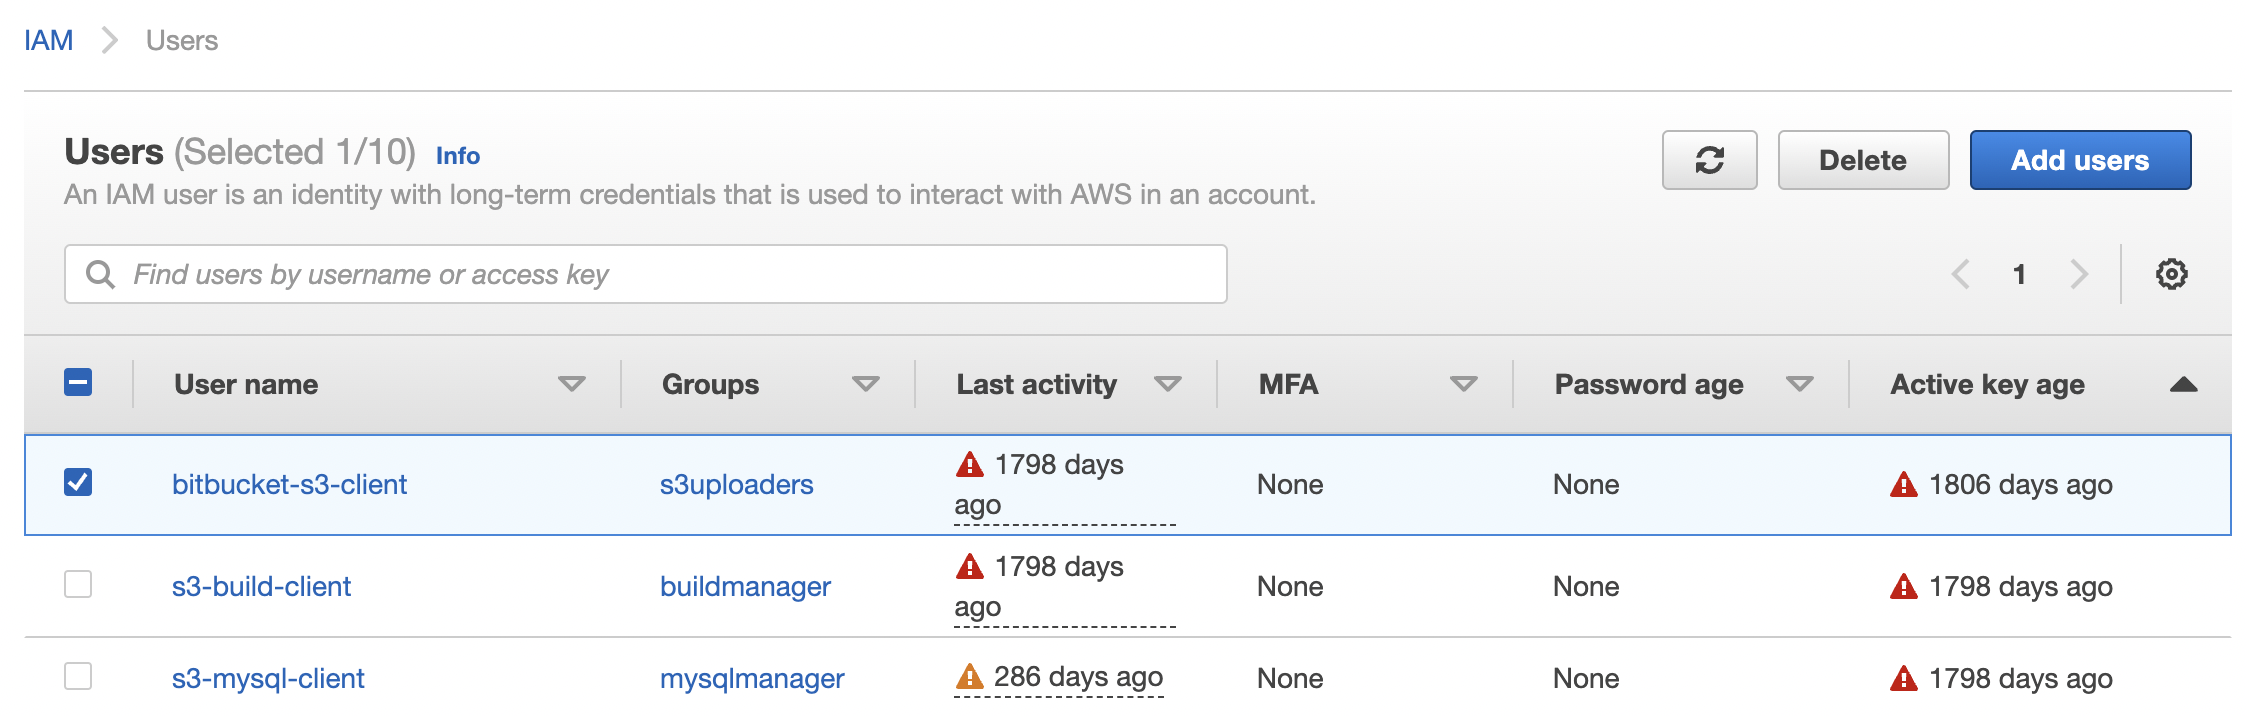 IAM > Users
Users (Selected 1/10) Info
An IAM user is an identity with long-term credentials that is used to interact with AWS in an account.
Delete
Add users
Find users by username or access key
1
User name Groups Last activity MFA Password age Active key age
bitbucket-s3-client s3uploaders 1798 days ago None None 1806 days ago
s3-build-client buildmanager 1798 days ago None None 1798 days ago
s3-mysql-client mysqlmanager 286 days ago None None 1798 days ago